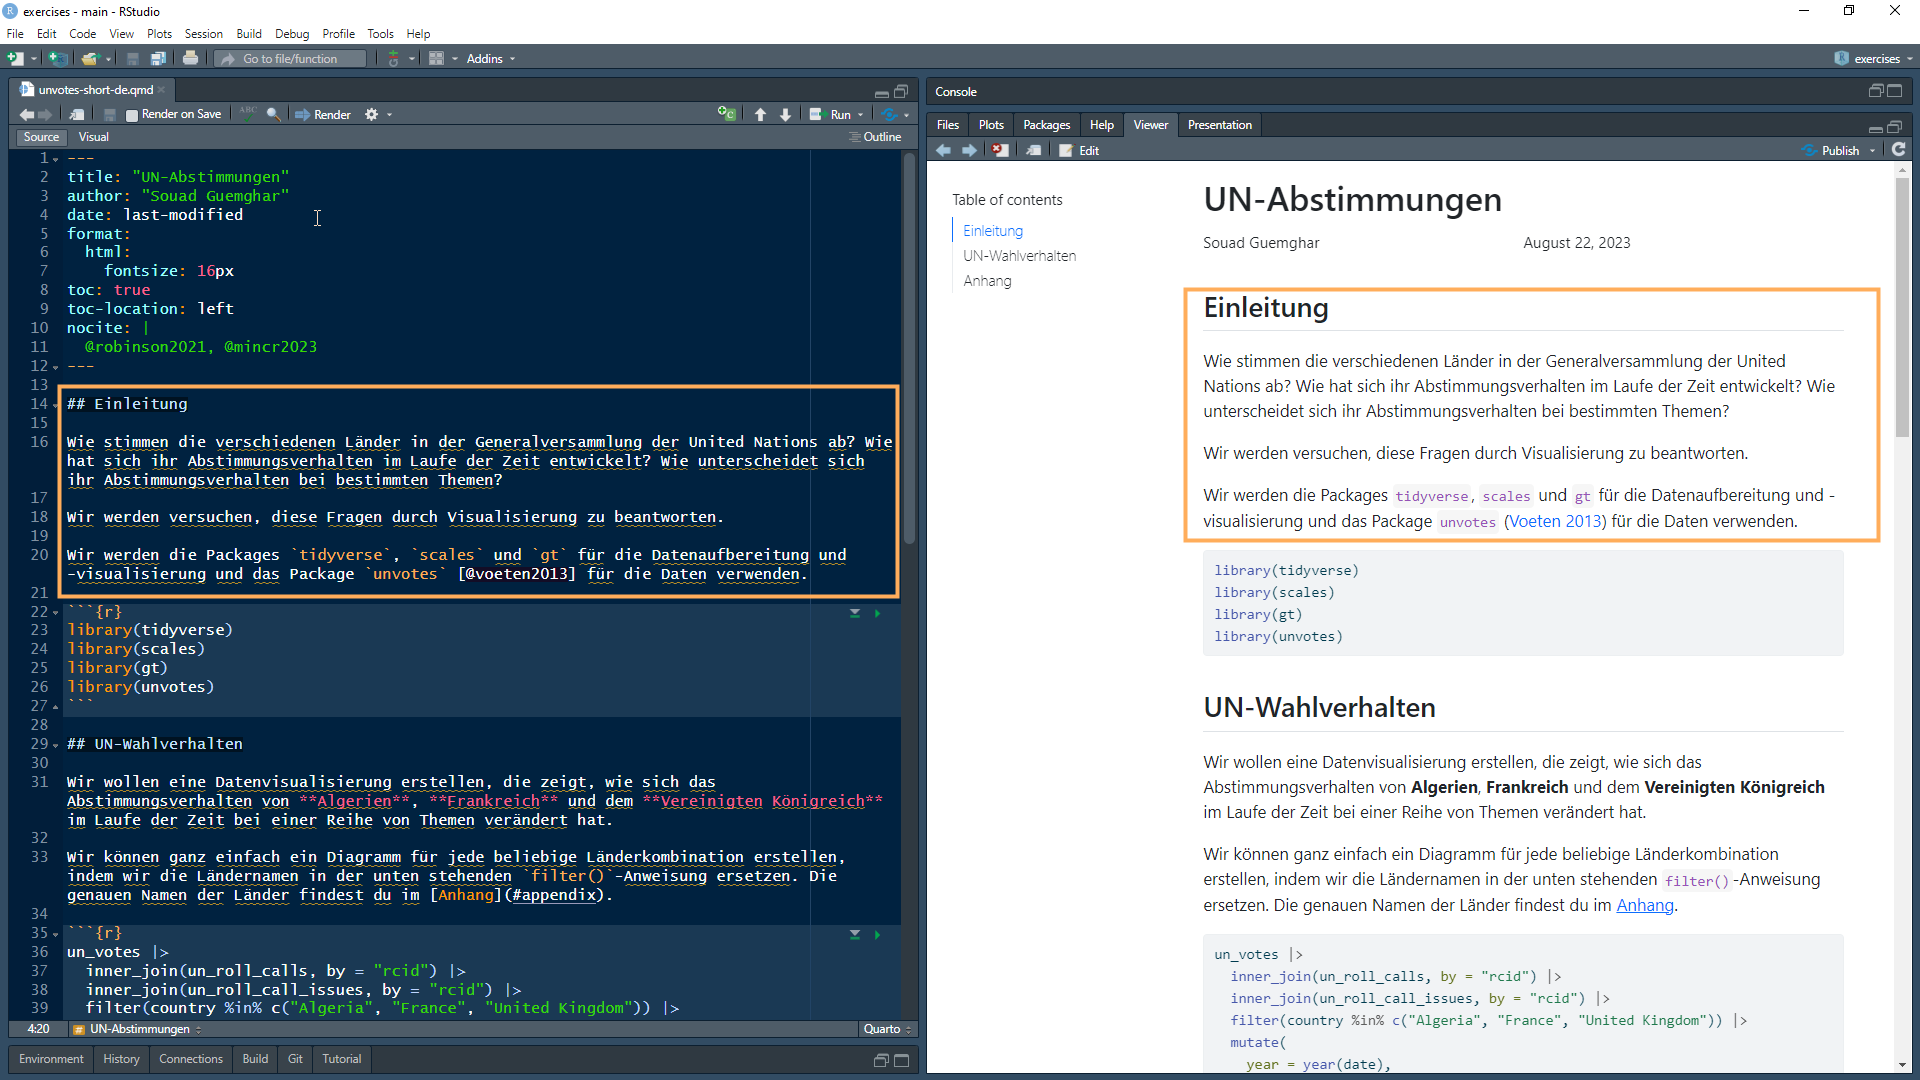 exercises - main - RStudio
File Edit Code View Plots Session Build Debug Profile Tools Help
Go to file/function Addins exercises
unvotes-short-de.qmd
Render on Save ABC Render Run
Source Visual Outline
1 ---
2 title: "UN-Abstimmungen"
3 author: "Souad Guemghar"
4 date: last-modified
5 format:
6 html:
7 fontsize: 16px
8 toc: true
9 toc-location: left
10 nocite: |
11 @robinson2021, @mincr2023
12 ---
13
14 ## Einleitung
15
16 Wie stimmen die verschiedenen Länder in der Generalversammlung der United Nations ab? Wie
hat sich ihr Abstimmungsverhalten im Laufe der Zeit entwickelt? Wie unterscheidet sich
ihr Abstimmungsverhalten bei bestimmten Themen?
17
18 Wir werden versuchen, diese Fragen durch Visualisierung zu beantworten.
19
20 Wir werden die Packages `tidyverse`, `scales` und `gt` für die Datenaufbereitung und
-visualisierung und das Package `unvotes` [@voeten2013] für die Daten verwenden.
21
22 ```{r}
23 library(tidyverse)
24 library(scales)
25 library(gt)
26 library(unvotes)
27 ```
28
29 ## UN-Wahlverhalten
30
31 Wir wollen eine Datenvisualisierung erstellen, die zeigt, wie sich das
Abstimmungsverhalten von **Algerien**, **Frankreich** und dem **Vereinigten Königreich**
im Laufe der Zeit bei einer Reihe von Themen verändert hat.
32
33 Wir können ganz einfach ein Diagramm für jede beliebige Länderkombination erstellen,
indem wir die Ländernamen in der unten stehenden `filter()`-Anweisung ersetzen. Die
genauen Namen der Länder findest du im [Anhang](#appendix).
34
35 ```{r}
36 un_votes |>
37 inner_join(un_roll_calls, by = "rcid") |>
38 inner_join(un_roll_call_issues, by = "rcid") |>
39 filter(country %in% c("Algeria", "France", "United Kingdom")) |>
4:20 # UN-Abstimmungen Quarto
Environment History Connections Build Git Tutorial
Console
Files Plots Packages Help Viewer Presentation
Edit Publish
Table of contents
Einleitung
UN-Wahlverhalten
Anhang
UN-Abstimmungen
Souad Guemghar August 22, 2023
Einleitung
Wie stimmen die verschiedenen Länder in der Generalversammlung der United
Nations ab? Wie hat sich ihr Abstimmungsverhalten im Laufe der Zeit entwickelt? Wie
unterscheidet sich ihr Abstimmungsverhalten bei bestimmten Themen?
Wir werden versuchen, diese Fragen durch Visualisierung zu beantworten.
Wir werden die Packages tidyverse, scales und gt für die Datenaufbereitung und -
visualisierung und das Package unvotes (Voeten 2013) für die Daten verwenden.
library(tidyverse)
library(scales)
library(gt)
library(unvotes)
UN-Wahlverhalten
Wir wollen eine Datenvisualisierung erstellen, die zeigt, wie sich das
Abstimmungsverhalten von Algerien, Frankreich und dem Vereinigten Königreich
im Laufe der Zeit bei einer Reihe von Themen verändert hat.
Wir können ganz einfach ein Diagramm für jede beliebige Länderkombination
erstellen, indem wir die Ländernamen in der unten stehenden filter()-Anweisung
ersetzen. Die genauen Namen der Länder findest du im Anhang.
un_votes |>
inner_join(un_roll_calls, by = "rcid") |>
inner_join(un_roll_call_issues, by = "rcid") |>
filter(country %in% c("Algeria", "France", "United Kingdom")) |>
mutate(
year = year(date),